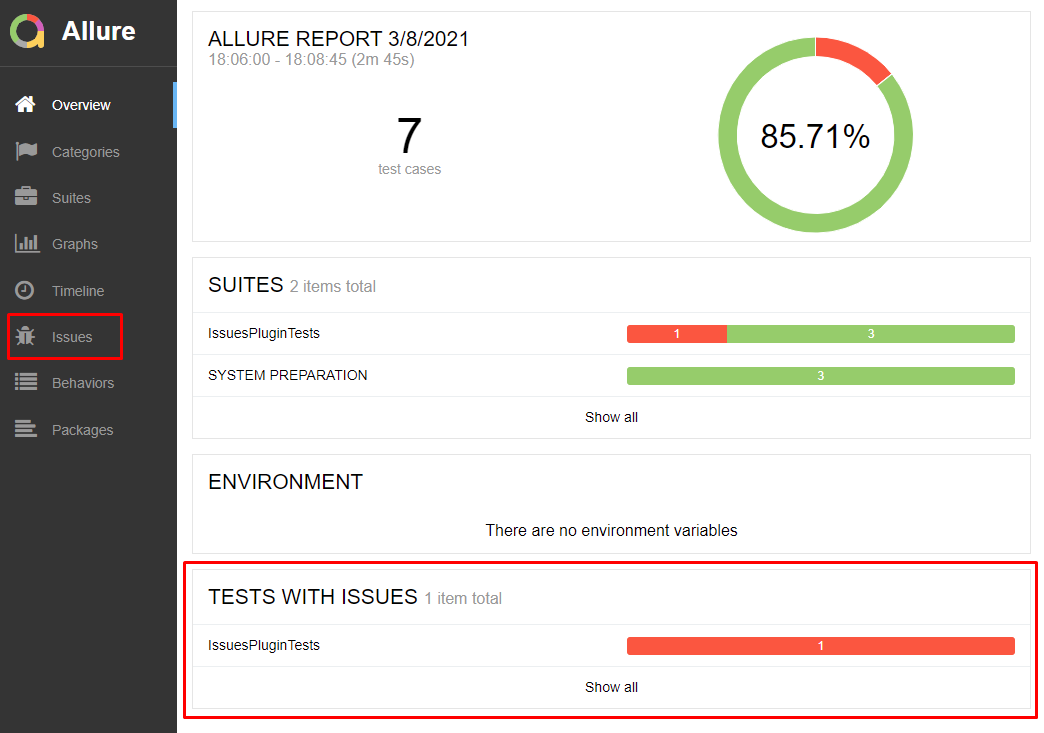 Allure
Overview
Categories
Suites
Graphs
Timeline
Issues
Behaviors
Packages
ALLURE REPORT 3/8/2021
18:06:00 - 18:08:45 (2m 45s)
7
test cases
85.71%
SUITES 2 items total
IssuesPluginTests 1 3
SYSTEM PREPARATION 3
Show all
ENVIRONMENT
There are no environment variables
TESTS WITH ISSUES 1 item total
IssuesPluginTests 1
Show all